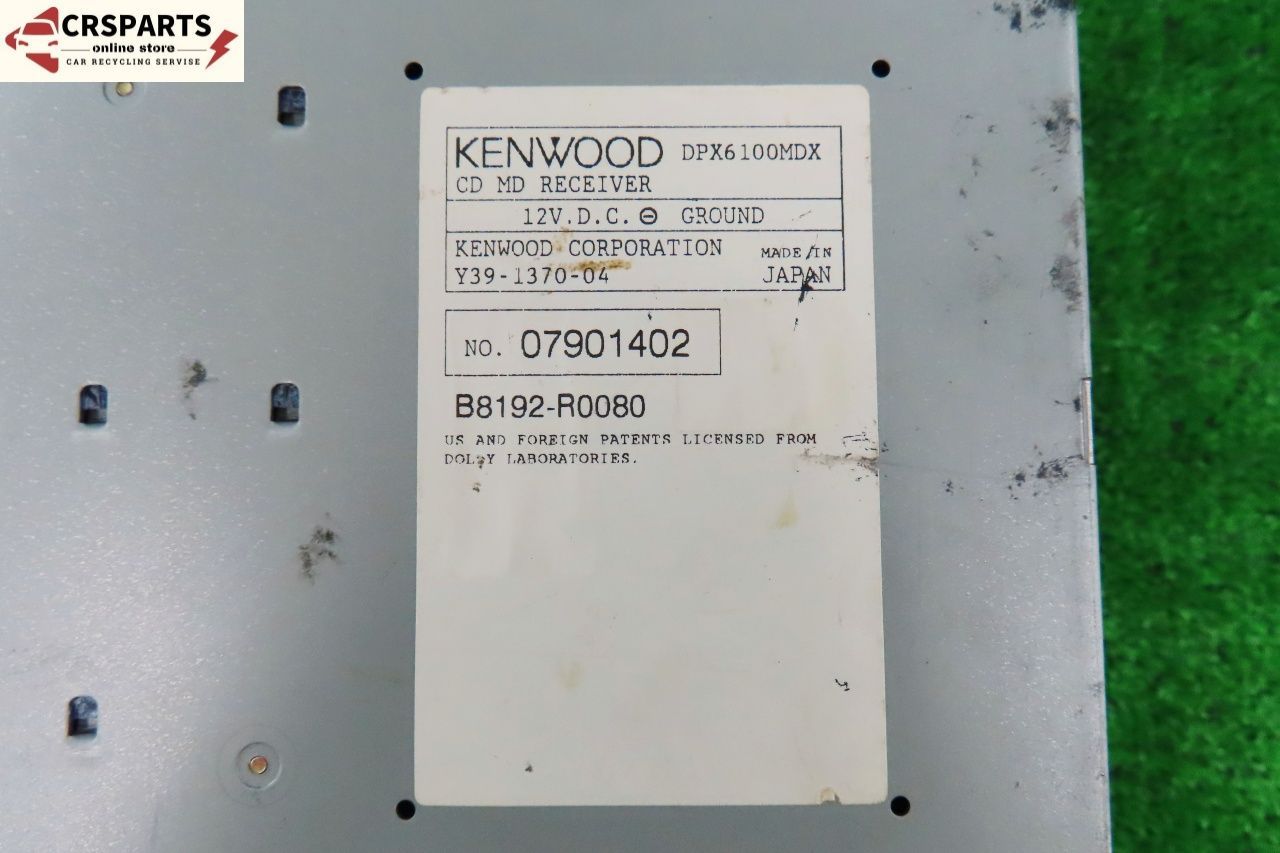 CRSPARTS
online store
CAR RECYCLING SERVISE
KENWOOD DPX6100MDX
CD MD RECEIVER
12V.D.C. ⊖ GROUND
KENWOOD CORPORATION MADE IN
Y39-1370-04 JAPAN
NO. 07901402
B8192-R0080
US AND FOREIGN PATENTS LICENSED FROM
DOLBY LABORATORIES.